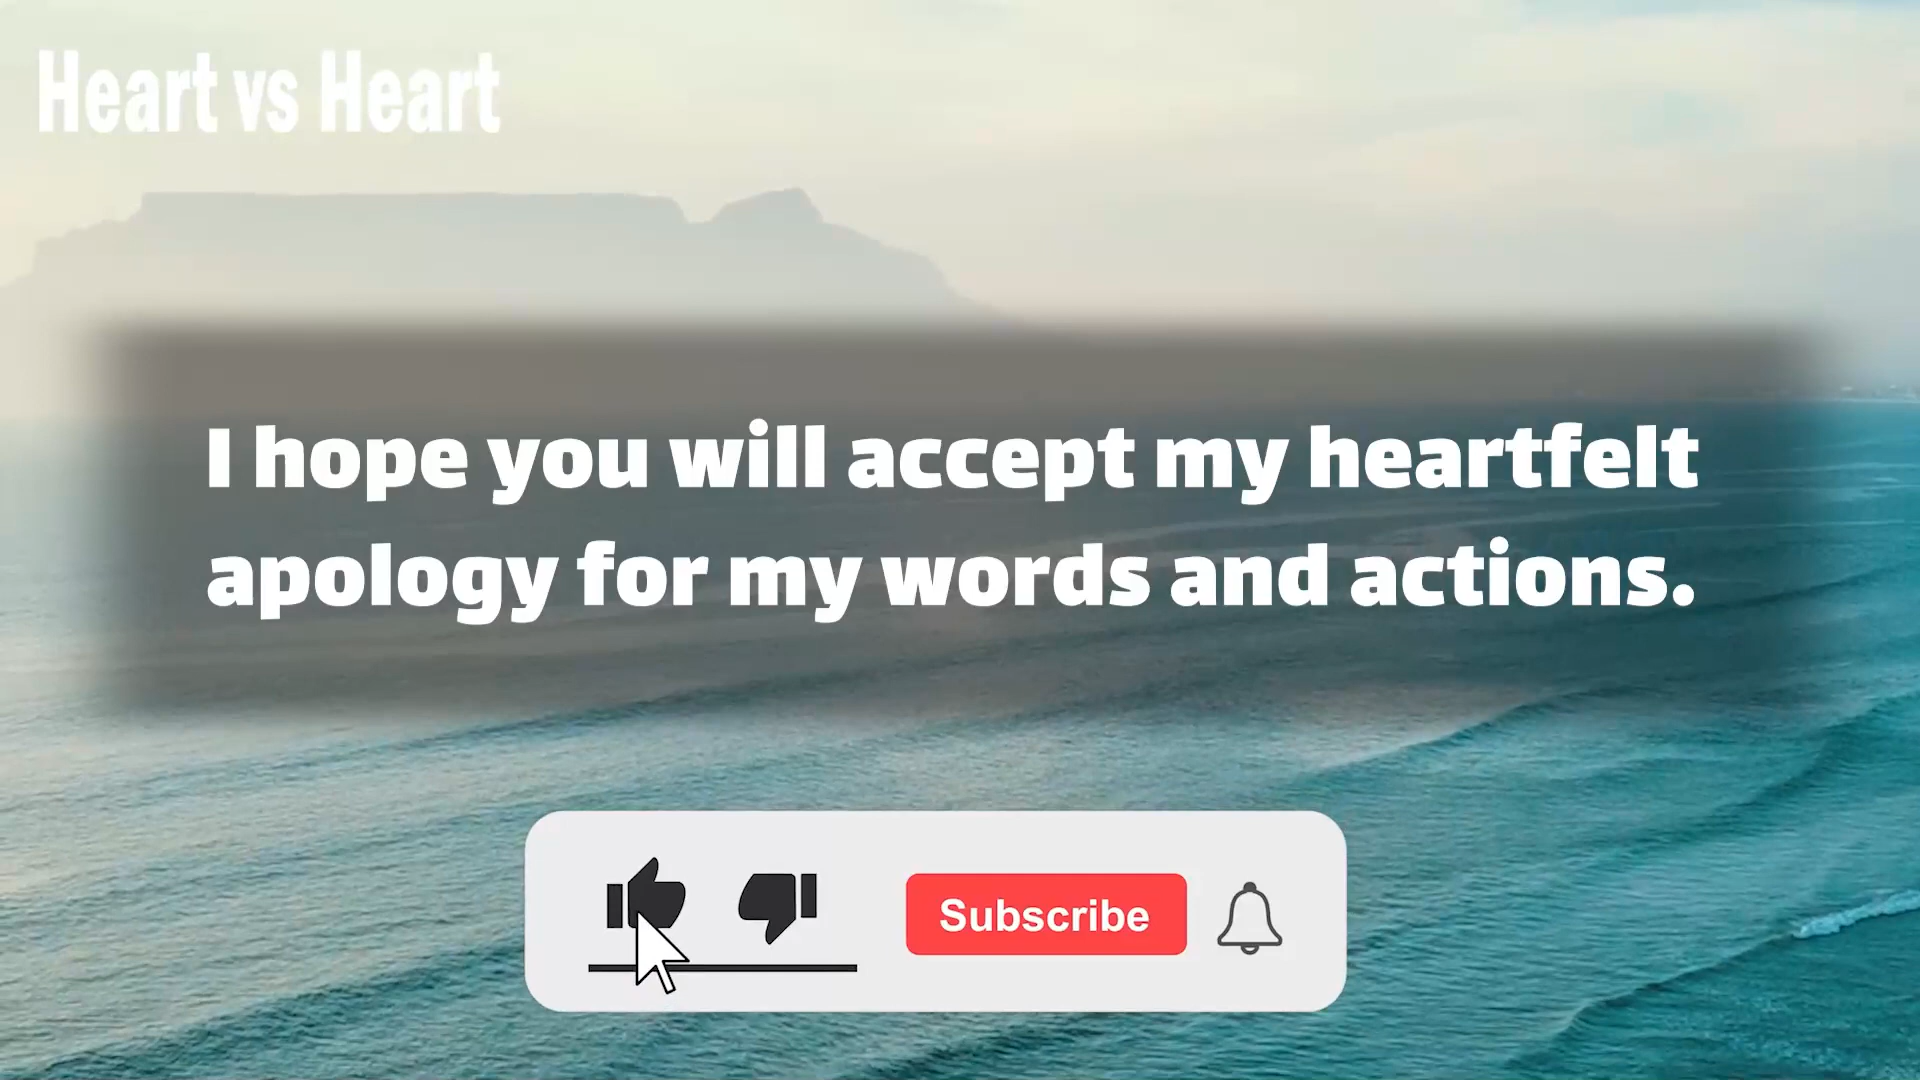 Heart vs Heart
I hope you will accept my heartfelt
apology for my words and actions.
Subscribe